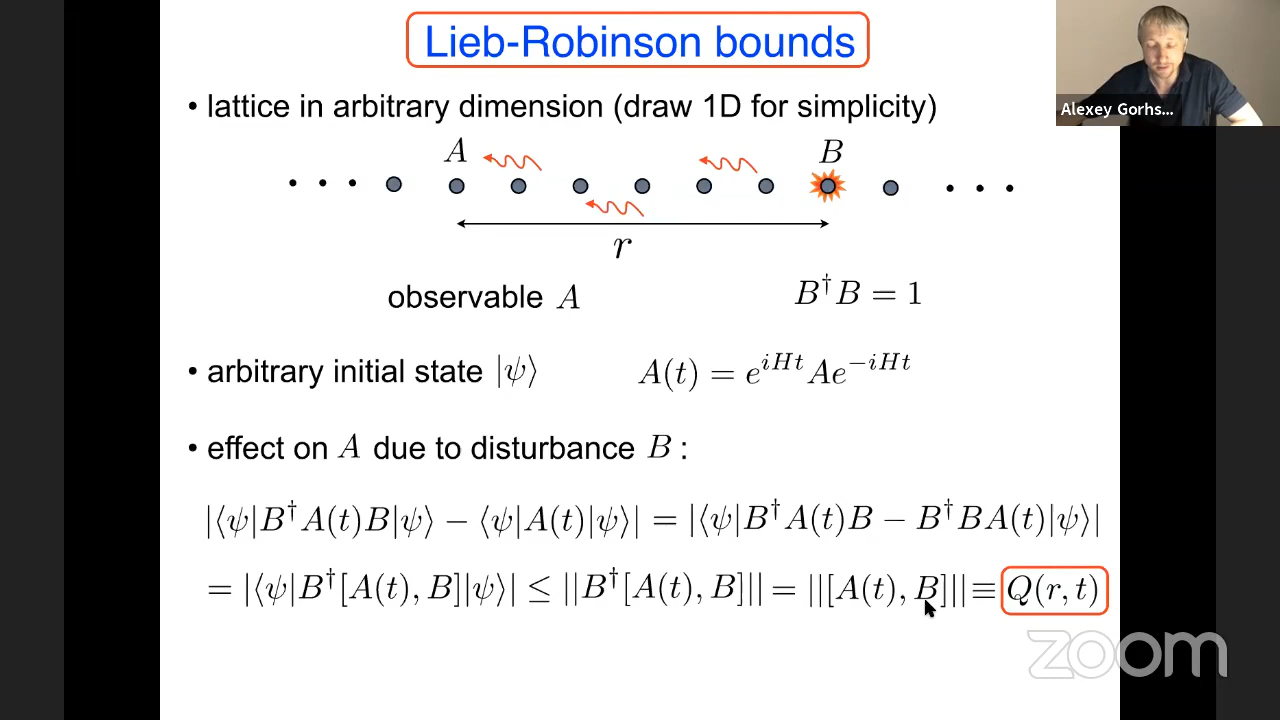 Lieb-Robinson bounds
Alexey Gorhs...
• lattice in arbitrary dimension (draw 1D for simplicity)
A B
r
observable A B†B = 1
• arbitrary initial state |ψ⟩ A(t) = e^{iHt} A e^{−iHt}
• effect on A due to disturbance B :
|⟨ψ|B†A(t)B|ψ⟩ − ⟨ψ|A(t)|ψ⟩| = |⟨ψ|B†A(t)B − B†BA(t)|ψ⟩|
= |⟨ψ|B†[A(t), B]|ψ⟩| ≤ ||B†[A(t), B]|| = ||[A(t), B]|| ≡ Q(r, t)
zoom